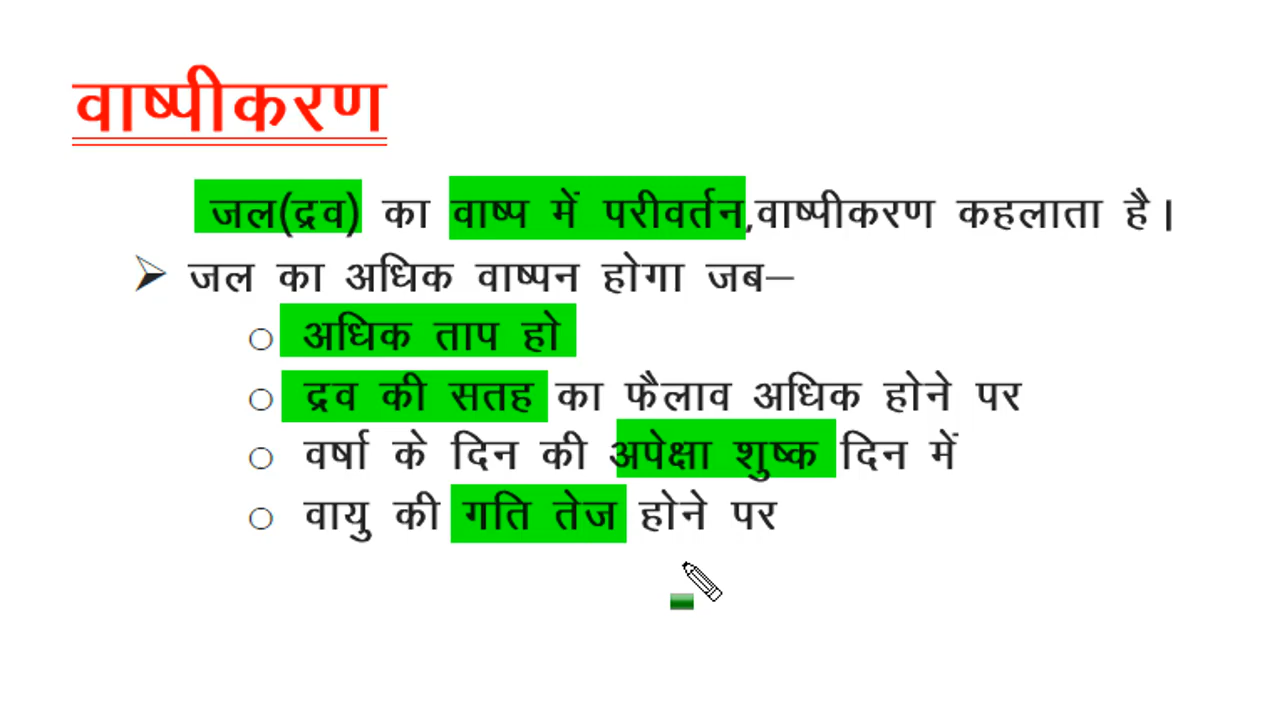 वाष्पीकरण
जल(द्रव) का वाष्प में परीवर्तन,वाष्पीकरण कहलाता है।
➢ जल का अधिक वाष्पन होगा जब–
○ अधिक ताप हो
○ द्रव की सतह का फैलाव अधिक होने पर
○ वर्षा के दिन की अपेक्षा शुष्क दिन में
○ वायु की गति तेज होने पर